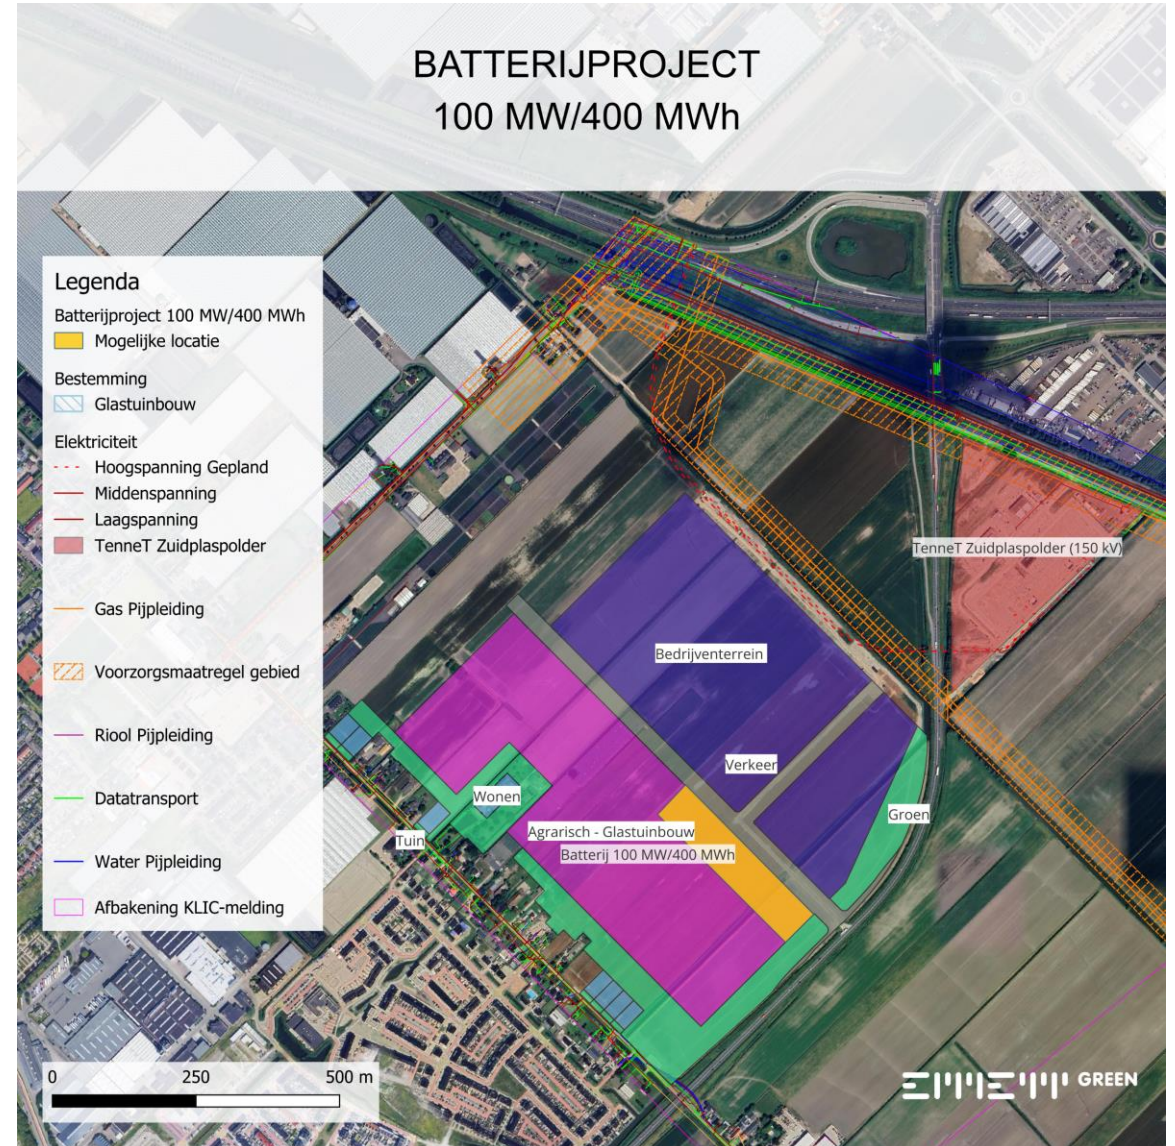 BATTERIJPROJECT
100 MW/400 MWh
Legenda
Batterijproject 100 MW/400 MWh
Mogelijke locatie
Bestemming
Glastuinbouw
Elektriciteit
Hoogspanning Gepland
Middenspanning
Laagspanning
TenneT Zuidplaspolder
Gas Pijpleiding
Voorzorgsmaatregel gebied
Riool Pijpleiding
Datatransport
Water Pijpleiding
Afbakening KLIC-melding
TenneT Zuidplaspolder (150 kV)
Bedrijventerrein
Verkeer
Wonen
Groen
Agrarisch - Glastuinbouw
Tuin
Batterij 100 MW/400 MWh
0 250 500 m
GREEN